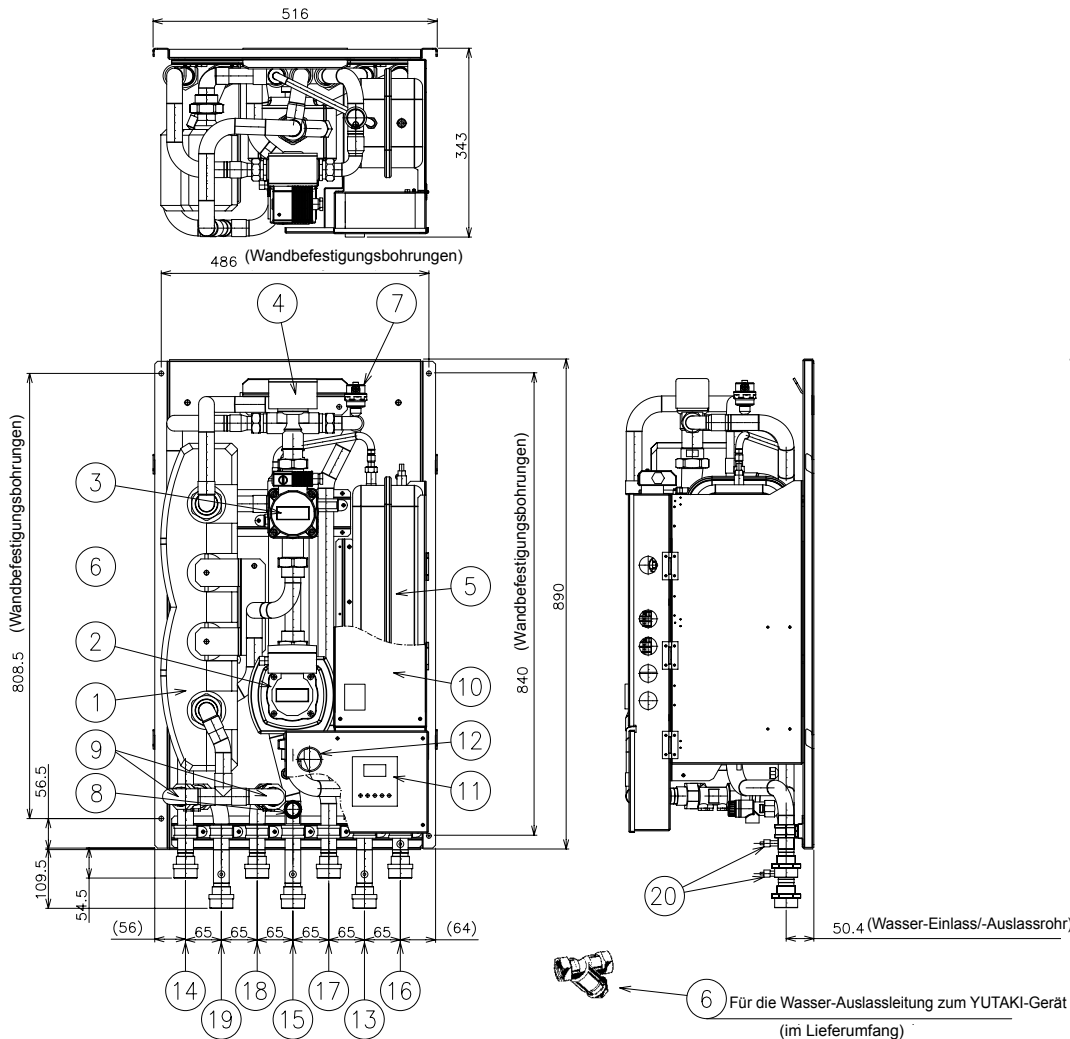 516
343
486 (Wandbefestigungsbohrungen)
4
7
3
6
5
808.5 (Wandbefestigungsbohrungen)
840 (Wandbefestigungsbohrungen)
890
2
10
1
12
9
11
8
56.5
109.5
54.5
20
(56) 65 65 65 65 65 65 (64)
50.4 (Wasser-Einlass/-Auslassrohr)
14 18 17 16
19 15 13
6 Für die Wasser-Auslassleitung zum YUTAKI-Gerät
(im Lieferumfang)